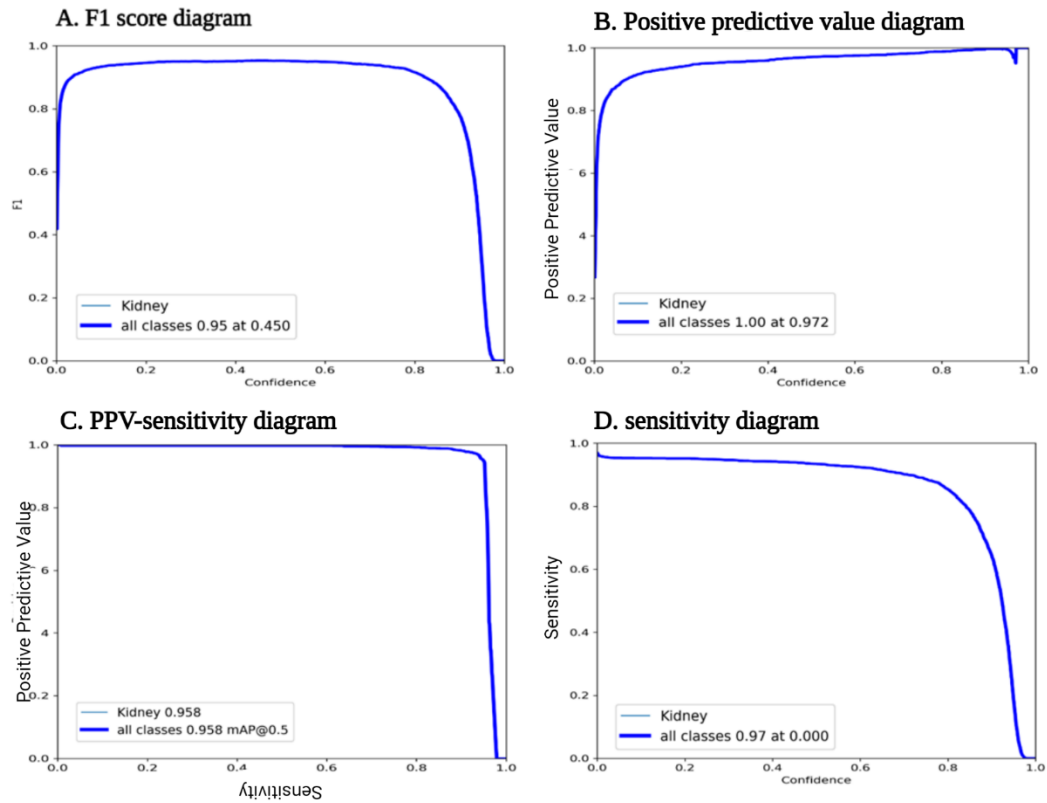 A. F1 score diagram
1.0
0.8
0.6
0.4
0.2
0.0
F1
Kidney
all classes 0.95 at 0.450
0.0 0.2 0.4 0.6 0.8 1.0
Confidence
B. Positive predictive value diagram
1.0
0.8
6
4
0.2
0.0
Positive Predictive Value
Kidney
all classes 1.00 at 0.972
0.0 0.2 0.4 0.6 0.8 1.0
Confidence
C. PPV-sensitivity diagram
1.0
0.8
6
4
0.2
0.0
Positive Predictive Value
Kidney 0.958
all classes 0.958 mAP@0.5
0.0 0.2 0.4 0.6 0.8 1.0
Sensitivity
D. sensitivity diagram
1.0
0.8
0.6
0.4
0.2
0.0
Sensitivity
Kidney
all classes 0.97 at 0.000
0.0 0.2 0.4 0.6 0.8 1.0
Confidence